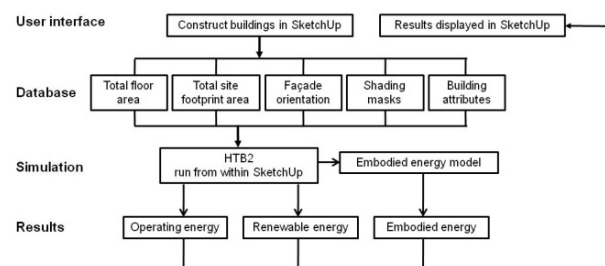 User interface
Construct buildings in SketchUp
Results displayed in SketchUp
Database
Total floor
area
Total site
footprint area
Façade
orientation
Shading
masks
Building
attributes
Simulation
HTB2
run from within SketchUp
Embodied energy model
Results
Operating energy
Renewable energy
Embodied energy